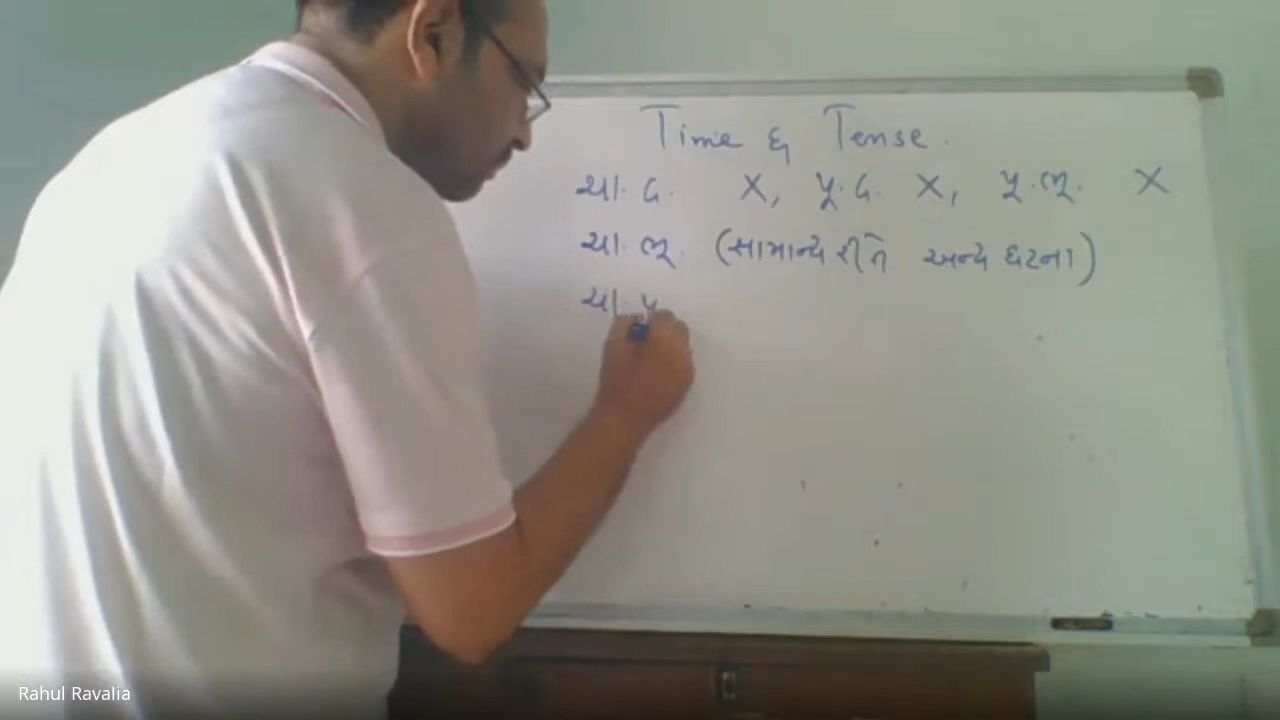 Time & Tense.
ચા. વ. X, પૂ. વ. X, પૂ. ભૂ. X
ચા. ભૂ. (સામાન્ય રીતે અન્ય ઘટના)
ચા. પૂ
Rahul Ravalia